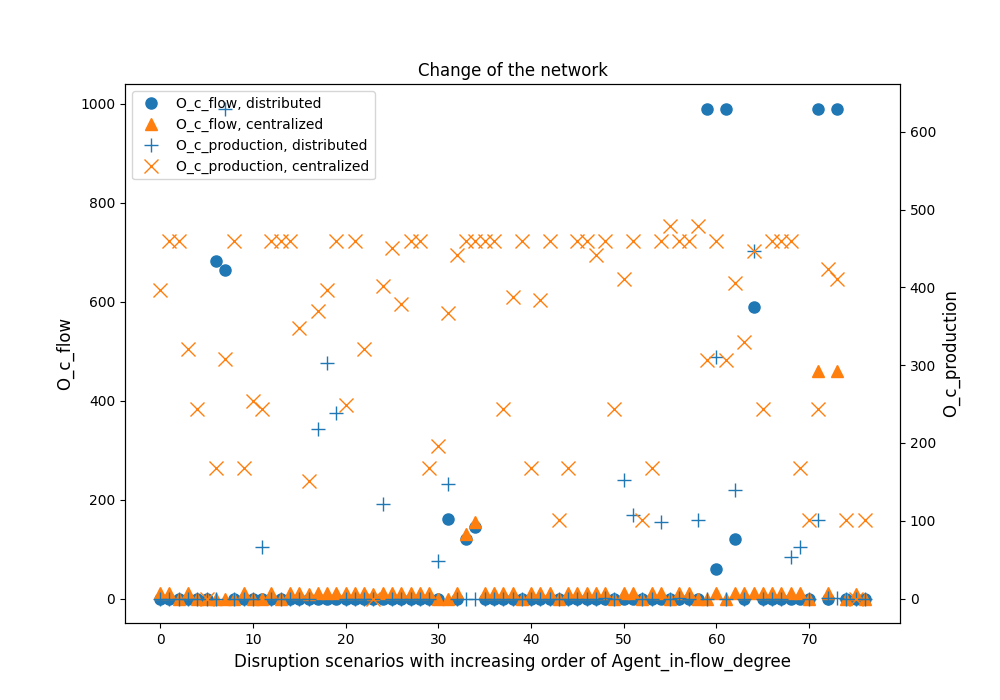 Change of the network
O_c_flow, distributed
O_c_flow, centralized
O_c_production, distributed
O_c_production, centralized
1000
800
600
400
200
0
O_c_flow
600
500
400
300
200
100
0
O_c_production
0 10 20 30 40 50 60 70
Disruption scenarios with increasing order of Agent_in-flow_degree